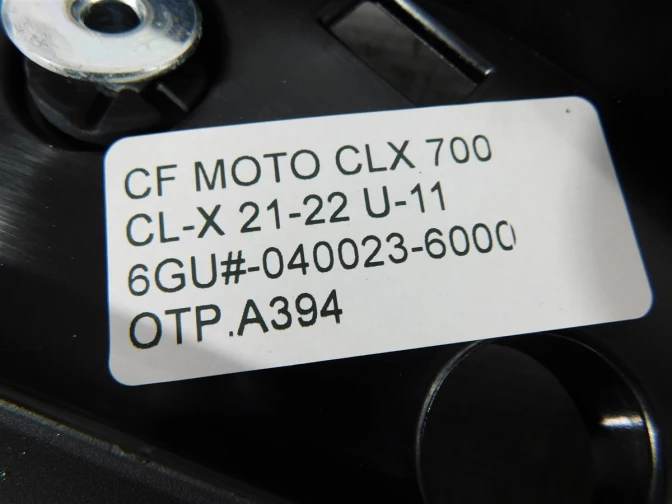 CF MOTO CLX 700
CL-X 21-22 U-11
6GU#-040023-6000
OTP.A394